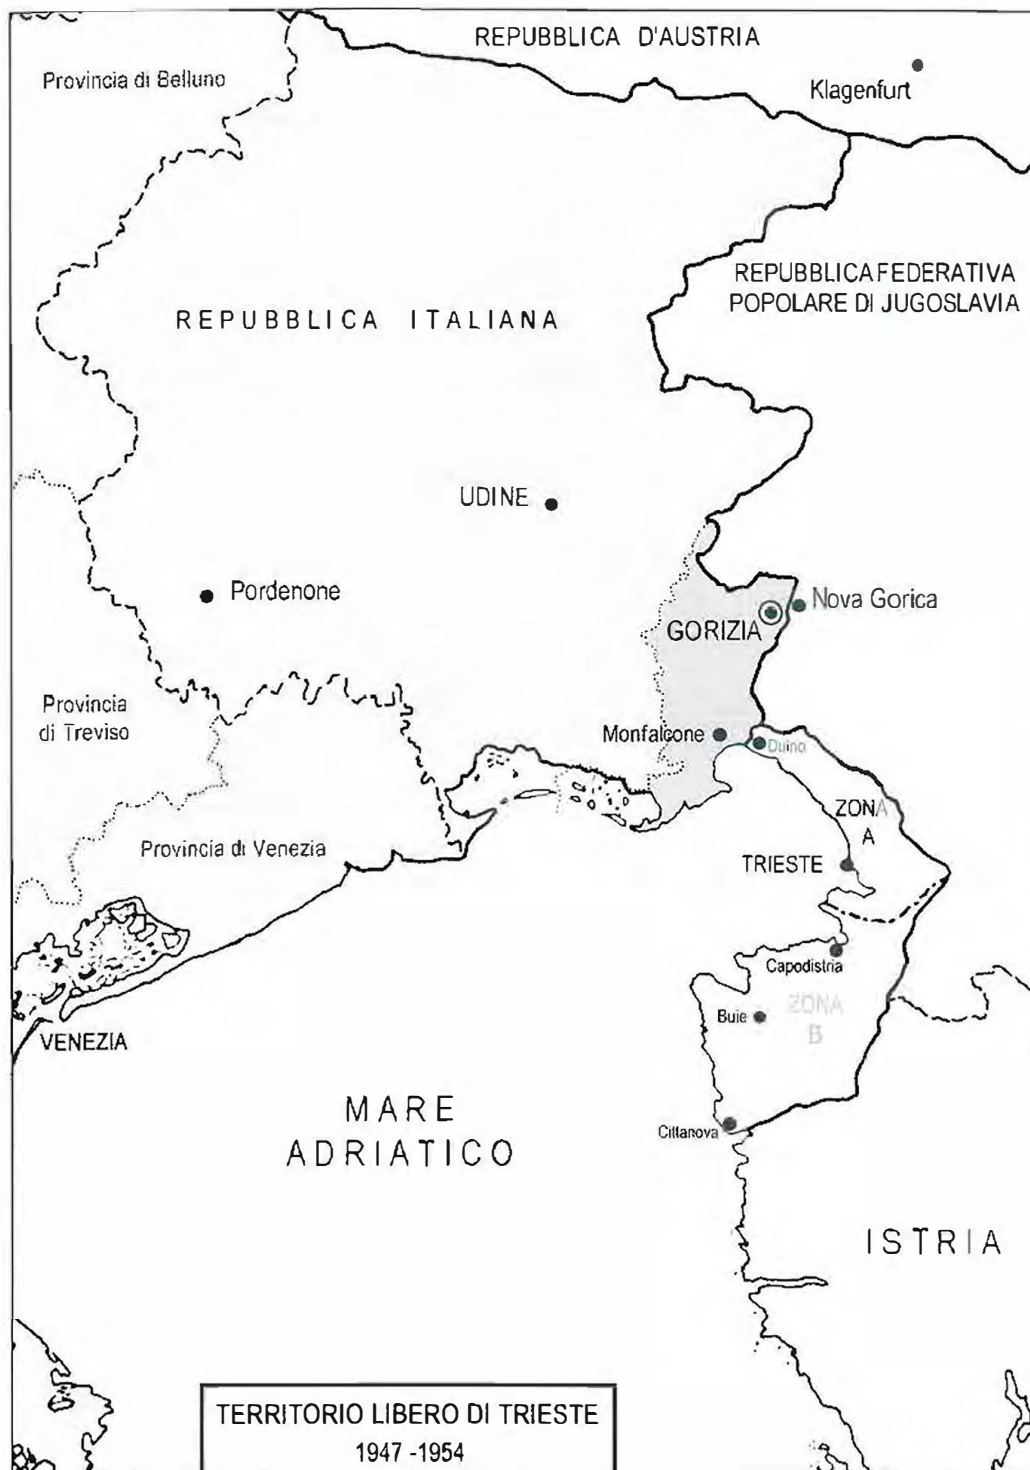 REPUBBLICA D'AUSTRIA
Provincia di Belluno
Klagenfurt
REPUBBLICA FEDERATIVA
POPOLARE DI JUGOSLAVIA
REPUBBLICA ITALIANA
UDINE
Pordenone
Nova Gorica
GORIZIA
Provincia
di Treviso
Monfalcone
Duino
ZONA
A
Provincia di Venezia
TRIESTE
Capodistria
ZONA
B
Buie
VENEZIA
MARE
ADRIATICO
Cittanova
ISTRIA
TERRITORIO LIBERO DI TRIESTE
1947 -1954